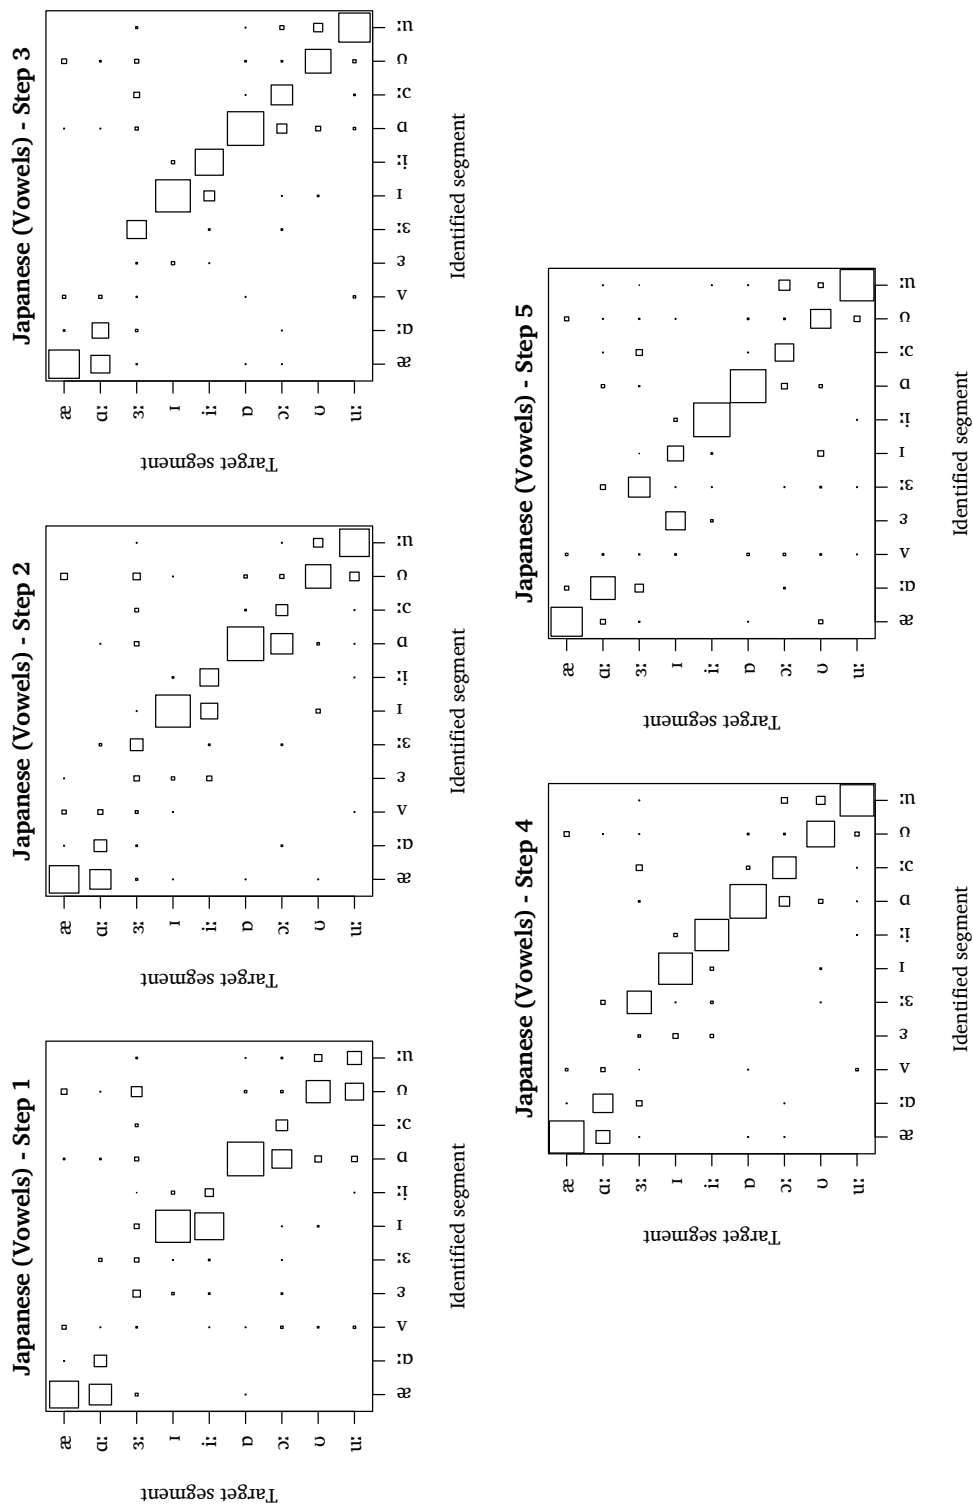 Japanese (Vowels) - Step 1
Target segment
æ
ɑː
ɜː
ɪ
iː
ɒ
ɔː
ʊ
uː
æ ɑː ʌ ɛ ɜː ɪ iː ɒ ɔː ʊ uː
Identified segment
Japanese (Vowels) - Step 2
Target segment
æ
ɑː
ɜː
ɪ
iː
ɒ
ɔː
ʊ
uː
æ ɑː ʌ ɛ ɜː ɪ iː ɒ ɔː ʊ uː
Identified segment
Japanese (Vowels) - Step 3
Target segment
æ
ɑː
ɜː
ɪ
iː
ɒ
ɔː
ʊ
uː
æ ɑː ʌ ɛ ɜː ɪ iː ɒ ɔː ʊ uː
Identified segment
Japanese (Vowels) - Step 4
Target segment
æ
ɑː
ɜː
ɪ
iː
ɒ
ɔː
ʊ
uː
æ ɑː ʌ ɛ ɜː ɪ iː ɒ ɔː ʊ uː
Identified segment
Japanese (Vowels) - Step 5
Target segment
æ
ɑː
ɜː
ɪ
iː
ɒ
ɔː
ʊ
uː
æ ɑː ʌ ɛ ɜː ɪ iː ɒ ɔː ʊ uː
Identified segment